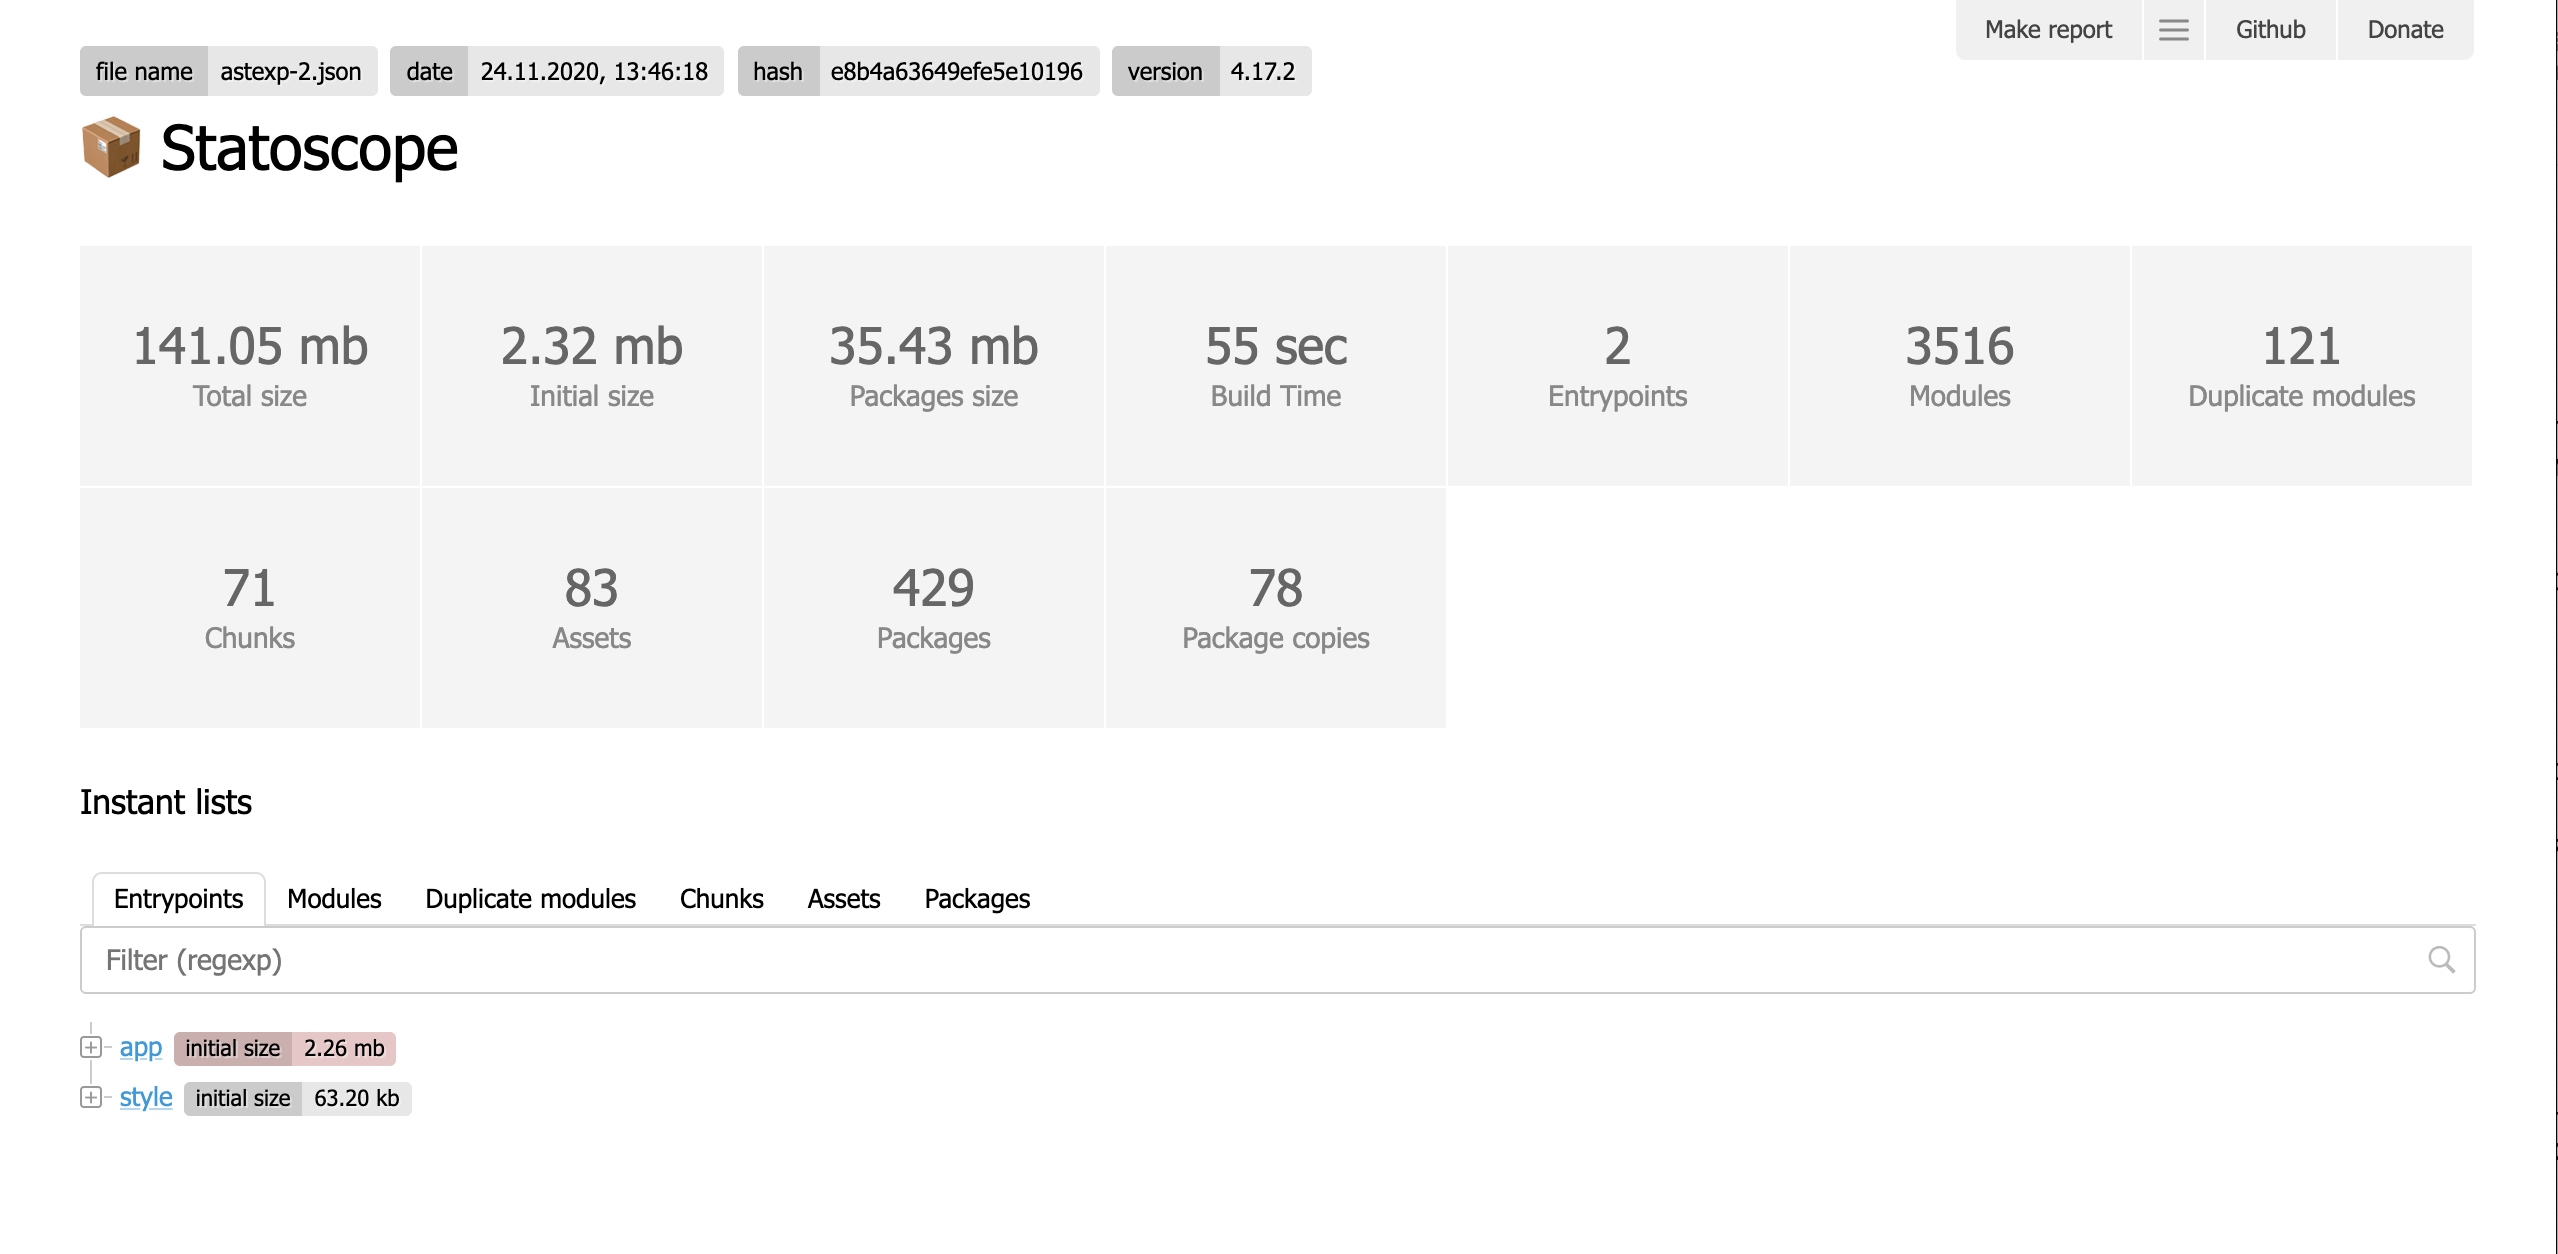 Make report Github Donate
file name astexp-2.json date 24.11.2020, 13:46:18 hash e8b4a63649efe5e10196 version 4.17.2
Statoscope
141.05 mb 2.32 mb 35.43 mb 55 sec 2 3516 121
Total size Initial size Packages size Build Time Entrypoints Modules Duplicate modules
71 83 429 78
Chunks Assets Packages Package copies
Instant lists
Entrypoints Modules Duplicate modules Chunks Assets Packages
Filter (regexp)
app initial size 2.26 mb
style initial size 63.20 kb